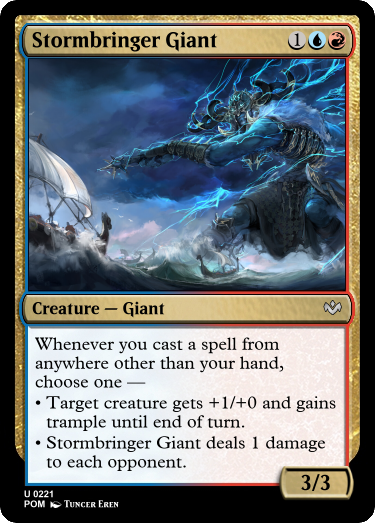 Stormbringer Giant 1
Creature — Giant
Whenever you cast a spell from
anywhere other than your hand,
choose one —
• Target creature gets +1/+0 and gains
trample until end of turn.
• Stormbringer Giant deals 1 damage
to each opponent.
3/3
U 0221
POM Tuncer Eren